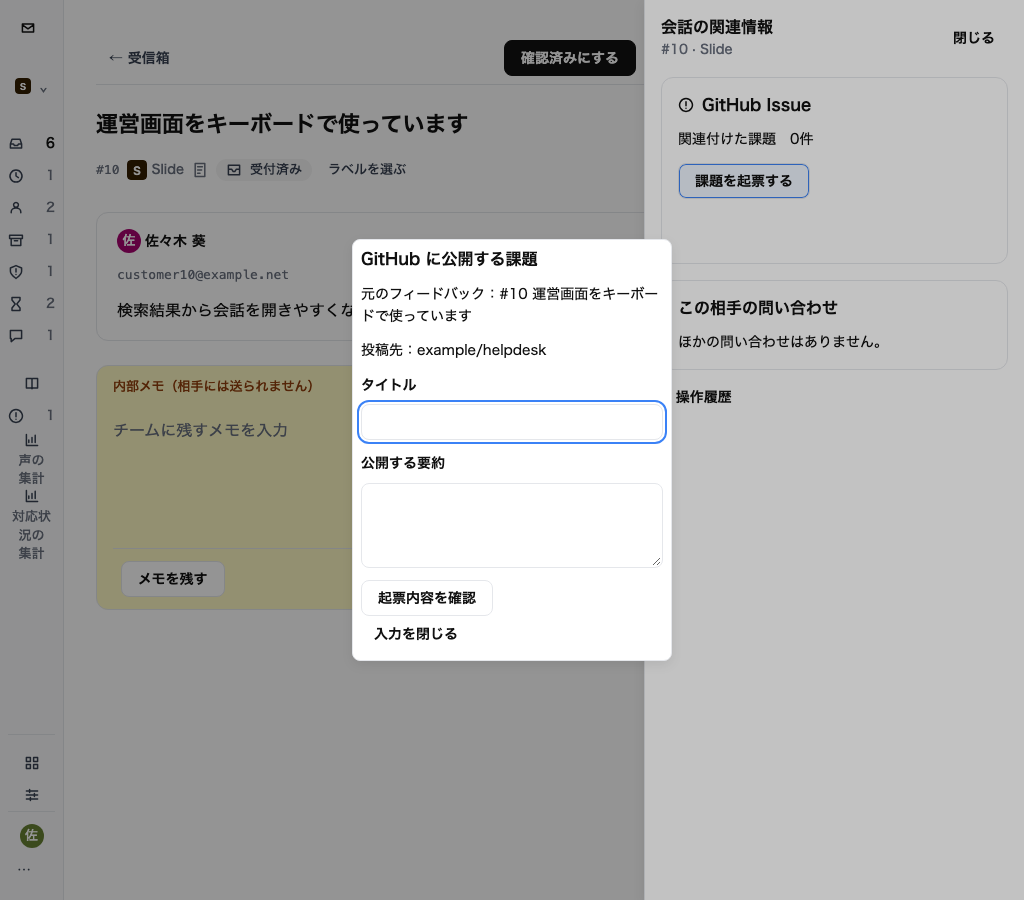 S
6
1
2
1
1
2
1
1
声の
集計
対応状
況の
集計
佐
…
← 受信箱
確認済みにする
運営画面をキーボードで使っています
#10 S Slide 受付済み ラベルを選ぶ
佐 佐々木 葵
customer10@example.net
検索結果から会話を開きやすくな
内部メモ（相手には送られません）
チームに残すメモを入力
メモを残す
GitHub に公開する課題
元のフィードバック：#10 運営画面をキーボー
ドで使っています
投稿先：example/helpdesk
タイトル
公開する要約
起票内容を確認
入力を閉じる
会話の関連情報
#10 · Slide
閉じる
GitHub Issue
関連付けた課題 0件
課題を起票する
この相手の問い合わせ
ほかの問い合わせはありません。
操作履歴